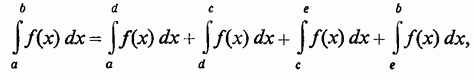 ∫_a^b f(x) dx = ∫_a^d f(x) dx + ∫_d^c f(x) dx + ∫_c^e f(x) dx + ∫_e^b f(x) dx,